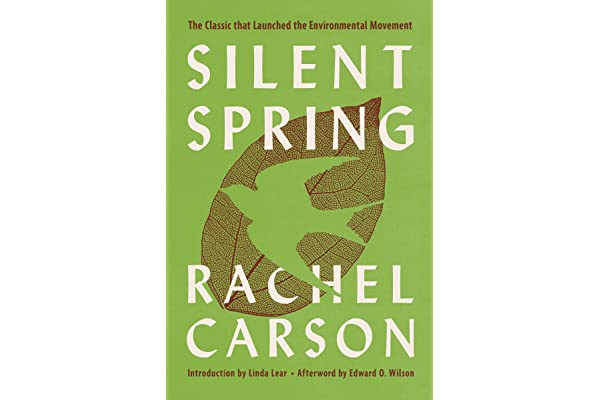 The Classic that Launched the Environmental Movement
SILENT
SPRING
RACHEL
CARSON
Introduction by Linda Lear • Afterword by Edward O. Wilson